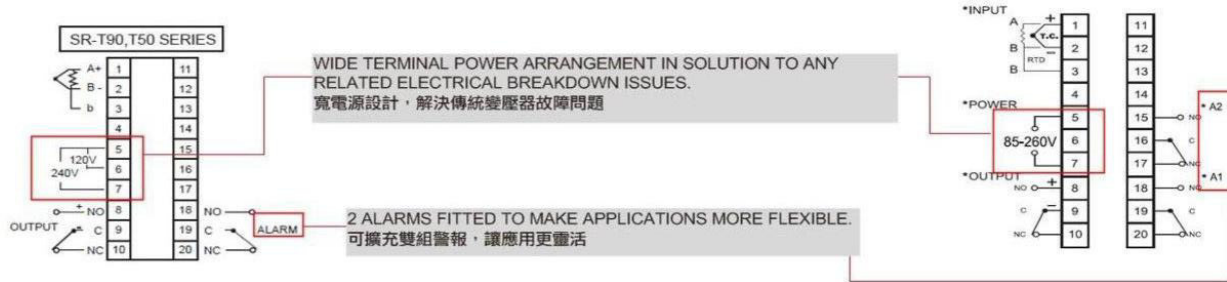 SR-T90,T50 SERIES
A+ 1 11
B - 2 12
b 3 13
4 14
5 15
120V
240V
6 16
7 17
NO 8 18 NO
OUTPUT + - C 9 19 C ALARM
NC 10 20 NC
WIDE TERMINAL POWER ARRANGEMENT IN SOLUTION TO ANY
RELATED ELECTRICAL BREAKDOWN ISSUES.
寬電源設計，解決傳統變壓器故障問題
2 ALARMS FITTED TO MAKE APPLICATIONS MORE FLEXIBLE.
可擴充雙組警報，讓應用更靈活
*INPUT
A + 1 11
T.C.
B - 2 12
RTD
B 3 13
4 14
*POWER
5 15 NO * A2
85-260V 6 16 C
7 17 NC
*OUTPUT * A1
NO + 8 18 NO
C - 9 19 C
NC 10 20 NC